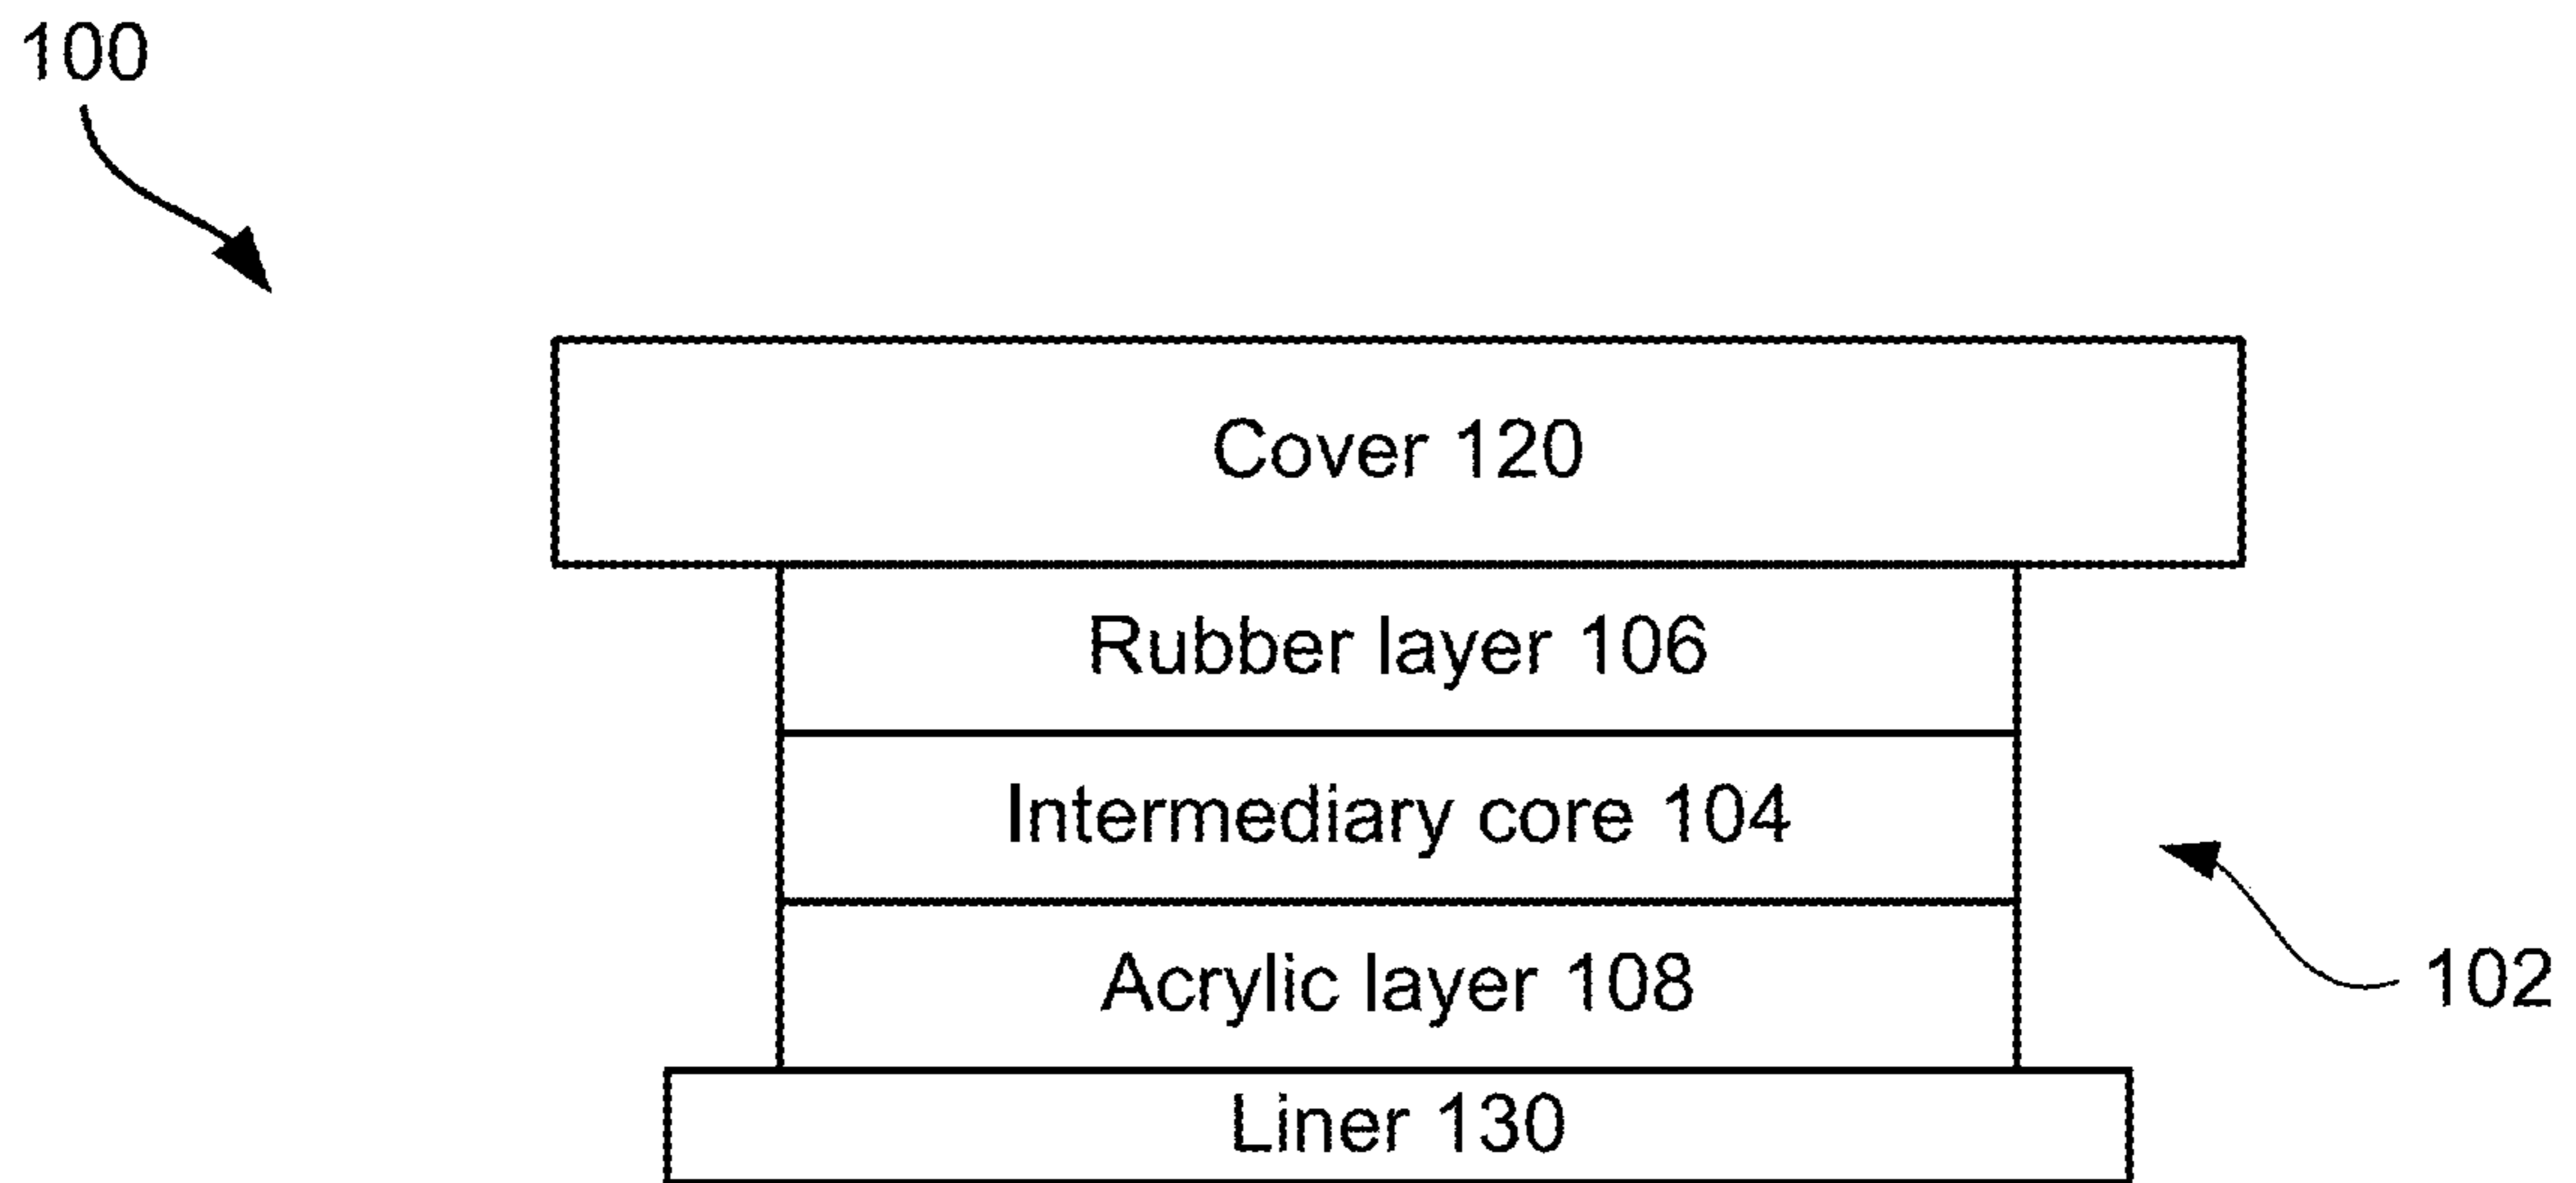 100
Cover 120
Rubber layer 106
Intermediary core 104
Acrylic layer 108
102
Liner 130